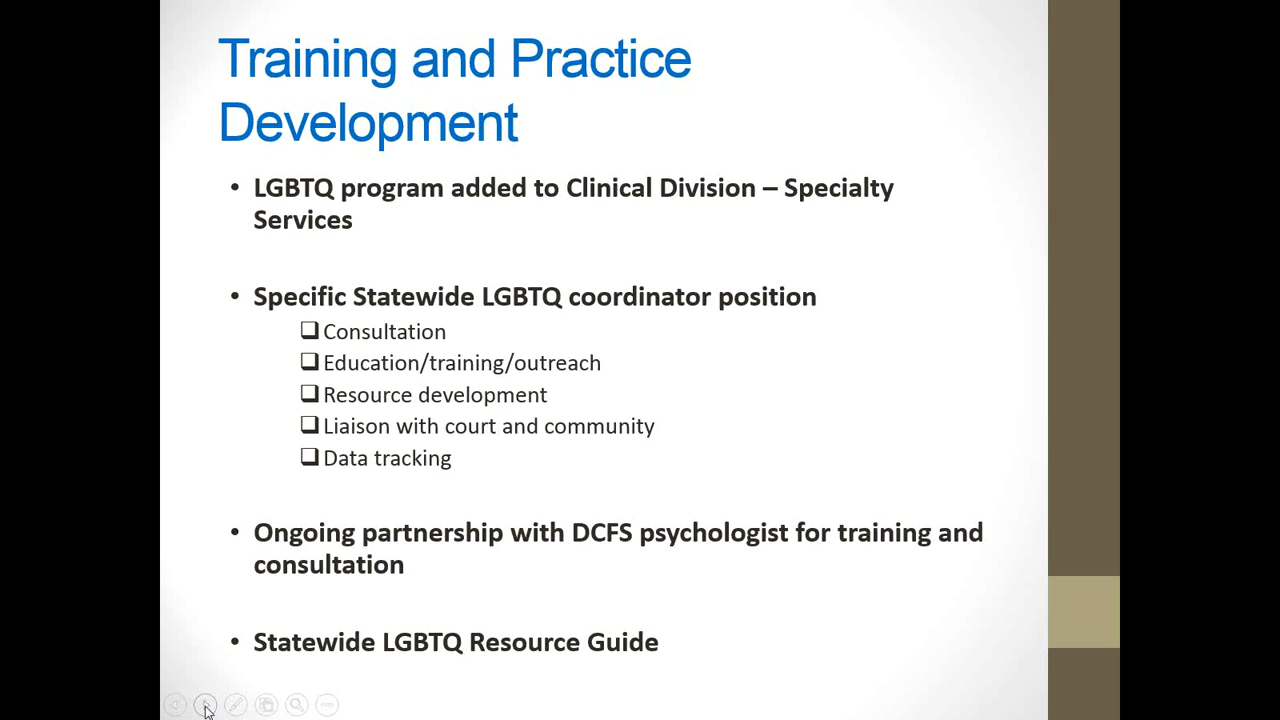 Training and Practice
Development
• LGBTQ program added to Clinical Division – Specialty
Services
• Specific Statewide LGBTQ coordinator position
❑ Consultation
❑ Education/training/outreach
❑ Resource development
❑ Liaison with court and community
❑ Data tracking
• Ongoing partnership with DCFS psychologist for training and
consultation
• Statewide LGBTQ Resource Guide